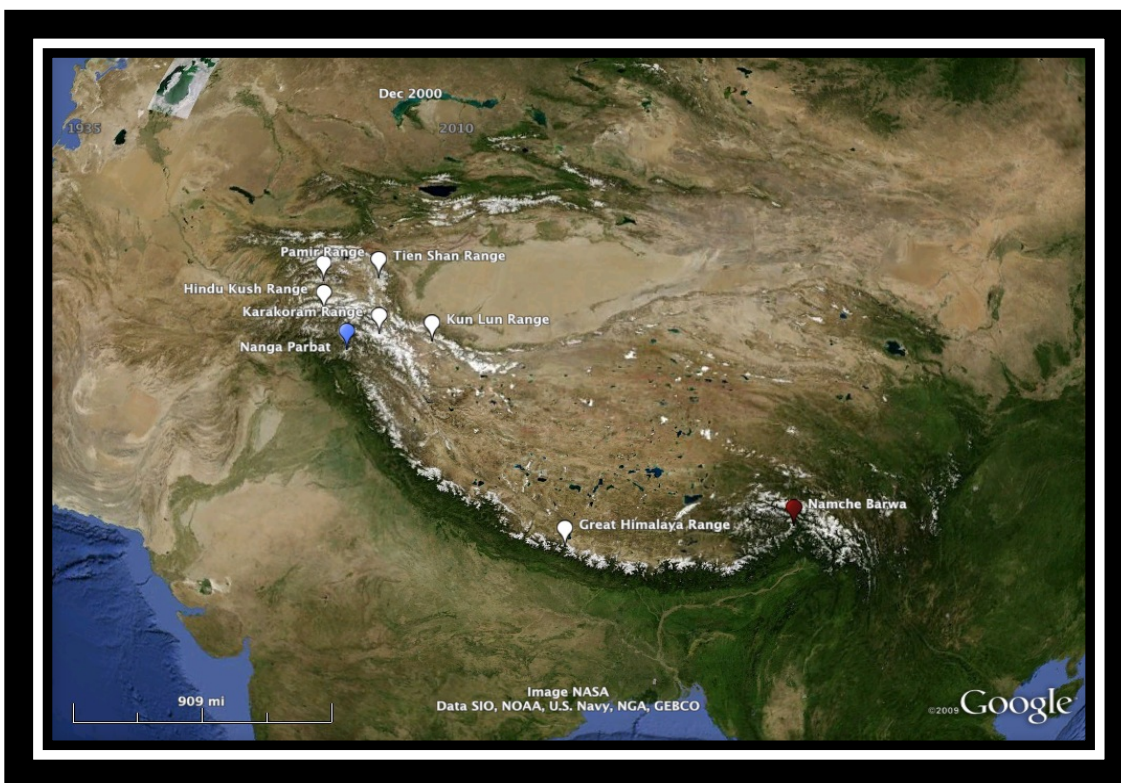 Dec 2000
1935
2010
Pamir Range
Tien Shan Range
Hindu Kush Range
Karakoram Range
Kun Lun Range
Nanga Parbat
Namche Barwa
Great Himalaya Range
909 mi
Image NASA
Data SIO, NOAA, U.S. Navy, NGA, GEBCO
©2009 Google